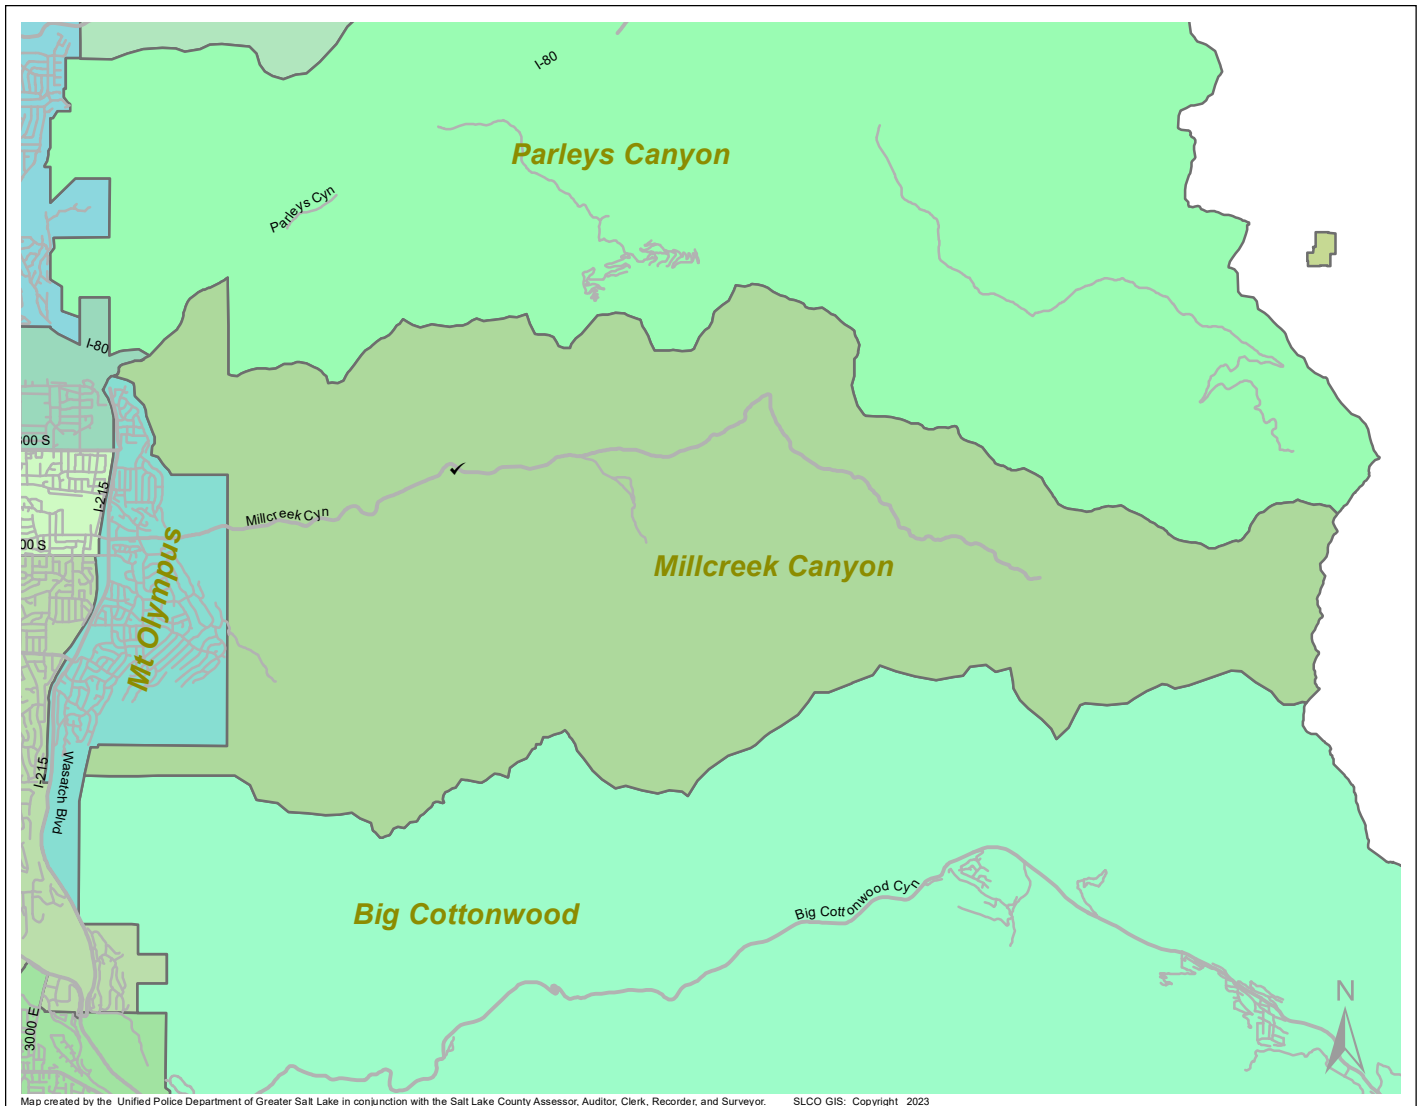 I-80
Parleys Canyon
Parleys Cyn
I-80
00 S
I-215
Millcreek Cyn
00 S
Mt Olympus
Millcreek Canyon
I-215
Wasatch Blvd
Big Cottonwood Cyn
Big Cottonwood
N
3000 E
Map created by the Unified Police Department of Greater Salt Lake in conjunction with the Salt Lake County Assessor, Auditor, Clerk, Recorder, and Surveyor. SLCO GIS: Copyright 2023